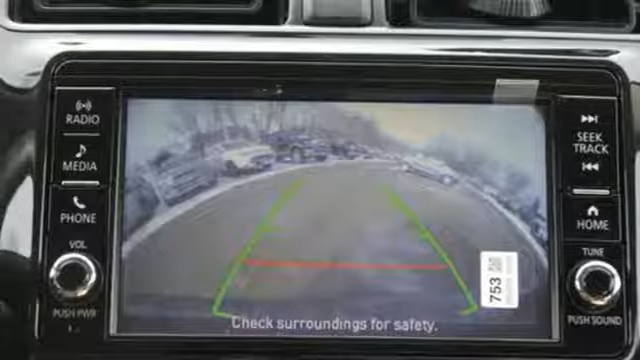 RADIO
MEDIA
PHONE
VOL
PUSH PWR
SEEK
TRACK
HOME
TUNE
PUSH SOUND
753
Check surroundings for safety.